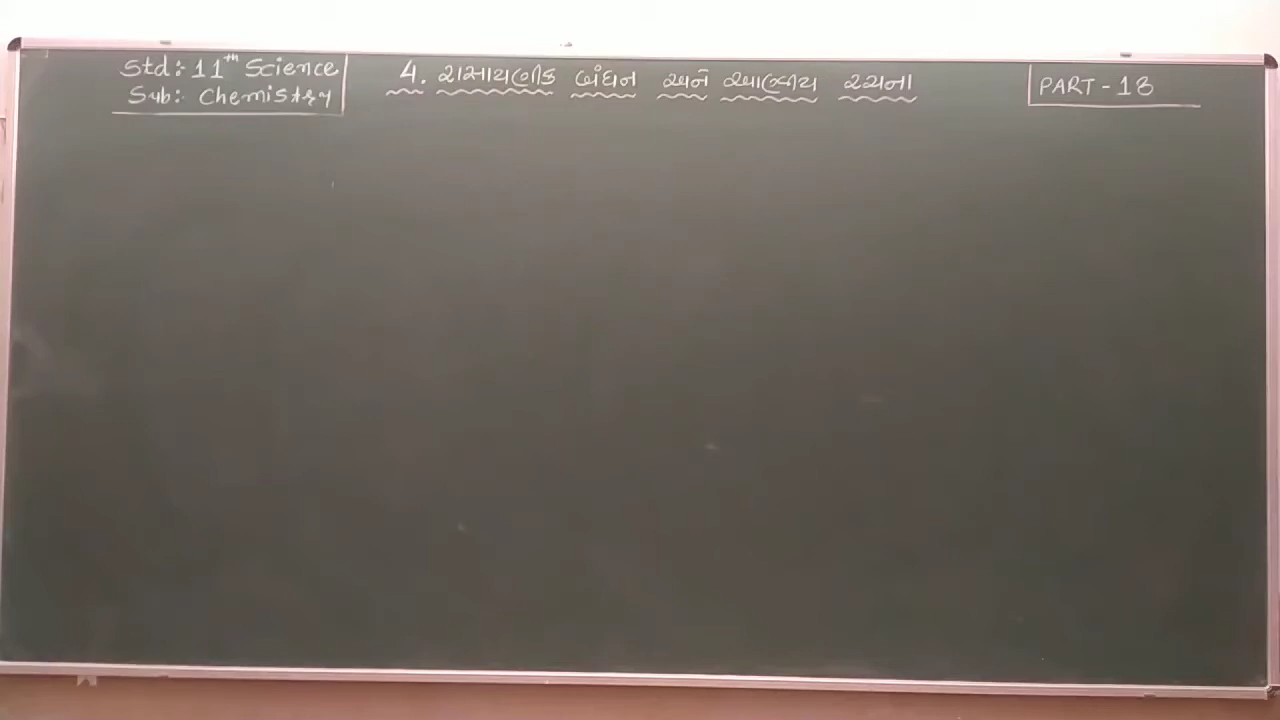 Std: 11th Science
Sub: Chemistry
4. રાસાયણીક બંધન અને આણ્વીય રચના
PART - 18